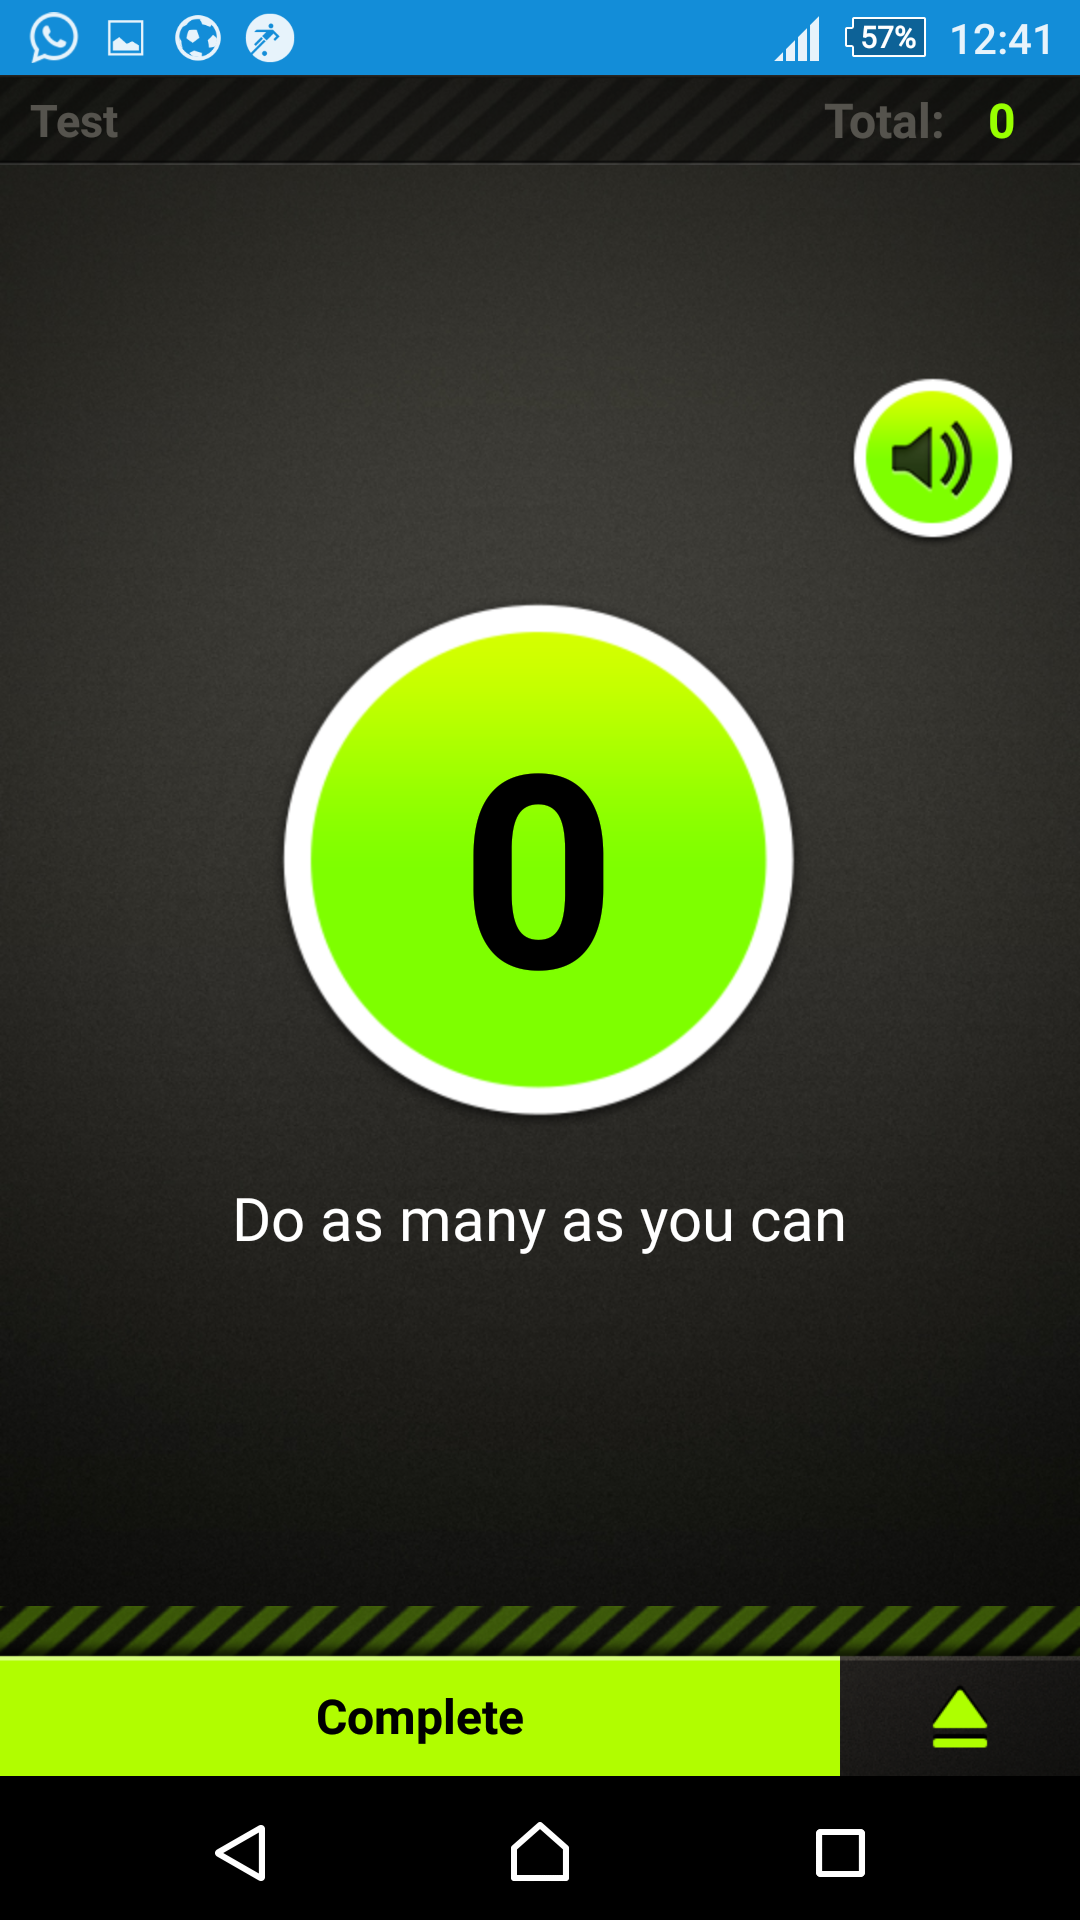 57% 12:41
Test Total: 0
0
Do as many as you can
Complete